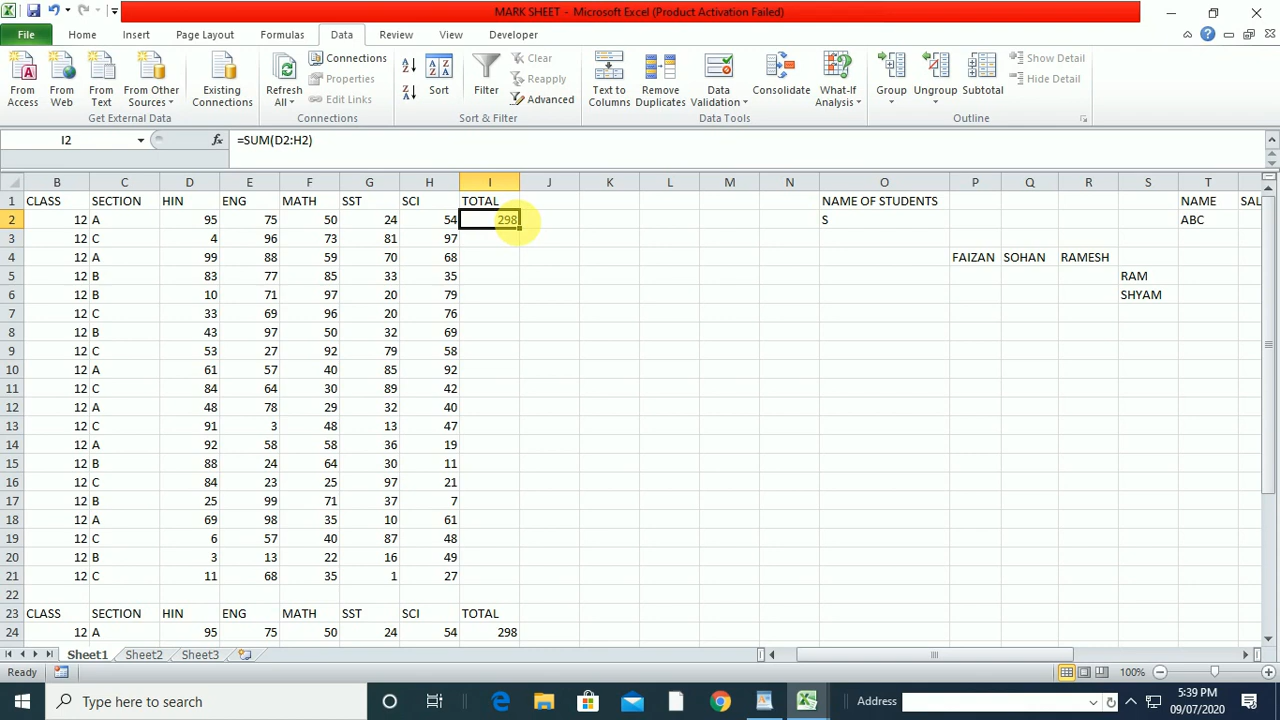 MARK SHEET - Microsoft Excel (Product Activation Failed)
File Home Insert Page Layout Formulas Data Review View Developer
From Access
From Web
From Text
From Other Sources
Existing Connections
Get External Data
Refresh All
Connections
Properties
Edit Links
Connections
Sort
Filter
Clear
Reapply
Advanced
Sort & Filter
Text to Columns
Remove Duplicates
Data Validation
Consolidate
What-If Analysis
Data Tools
Group
Ungroup
Subtotal
Show Detail
Hide Detail
Outline
I2 fx =SUM(D2:H2)
B C D E F G H I J K L M N O P Q R S T
1 CLASS SECTION HIN ENG MATH SST SCI TOTAL NAME OF STUDENTS NAME SAL
2 12 A 95 75 50 24 54 298 S ABC
3 12 C 4 96 73 81 97
4 12 A 99 88 59 70 68 FAIZAN SOHAN RAMESH
5 12 B 83 77 85 33 35 RAM
6 12 B 10 71 97 20 79 SHYAM
7 12 C 33 69 96 20 76
8 12 B 43 97 50 32 69
9 12 C 53 27 92 79 58
10 12 A 61 57 40 85 92
11 12 C 84 64 30 89 42
12 12 A 48 78 29 32 40
13 12 C 91 3 48 13 47
14 12 A 92 58 58 36 19
15 12 B 88 24 64 30 11
16 12 C 84 23 25 97 21
17 12 B 25 99 71 37 7
18 12 A 69 98 35 10 61
19 12 C 6 57 40 87 48
20 12 B 3 13 22 16 49
21 12 C 11 68 35 1 27
22
23 CLASS SECTION HIN ENG MATH SST SCI TOTAL
24 12 A 95 75 50 24 54 298
Sheet1 Sheet2 Sheet3
Ready 100%
Type here to search Address 5:39 PM
09/07/2020